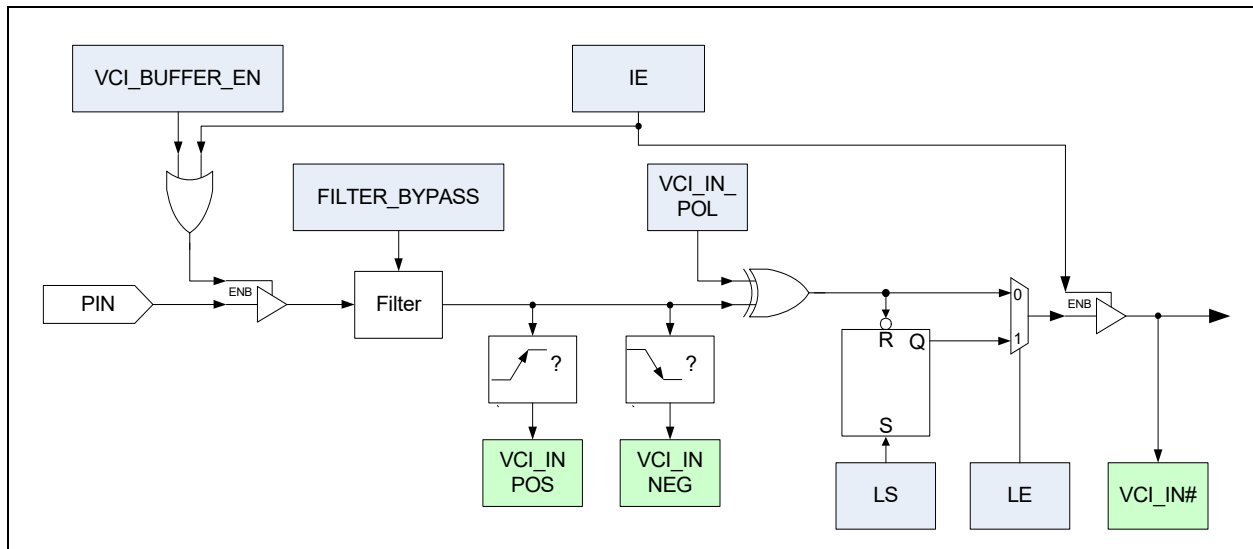 VCI_BUFFER_EN
IE
FILTER_BYPASS
VCI_IN_
POL
PIN
ENB
Filter
0
1
ENB
?
?
R
Q
S
VCI_IN
POS
VCI_IN
NEG
LS
LE
VCI_IN#